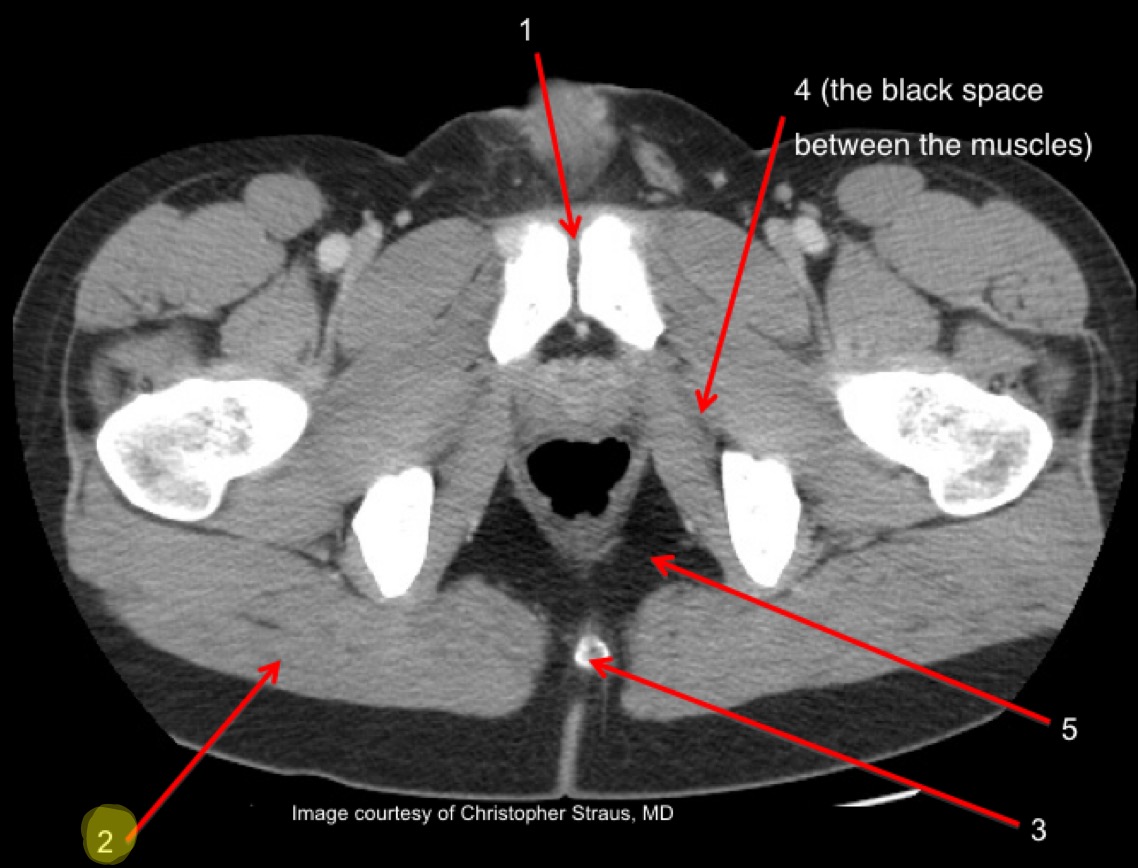 1
4 (the black space
between the muscles)
5
Image courtesy of Christopher Straus, MD
3
2